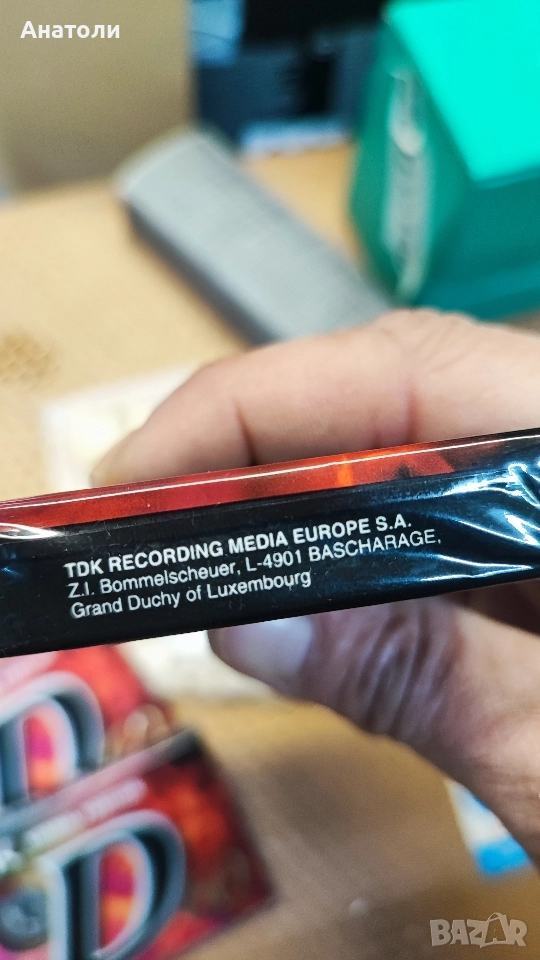 Анатоли
TDK RECORDING MEDIA EUROPE S.A.
Z.I. Bommelscheuer, L-4901 BASCHARAGE,
Grand Duchy of Luxembourg
D
D
BAZAR